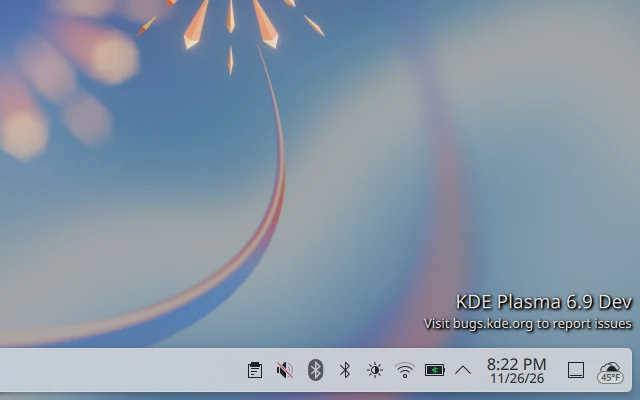 KDE Plasma 6.9 Dev
Visit bugs.kde.org to report issues
8:22 PM
11/26/26
45°F